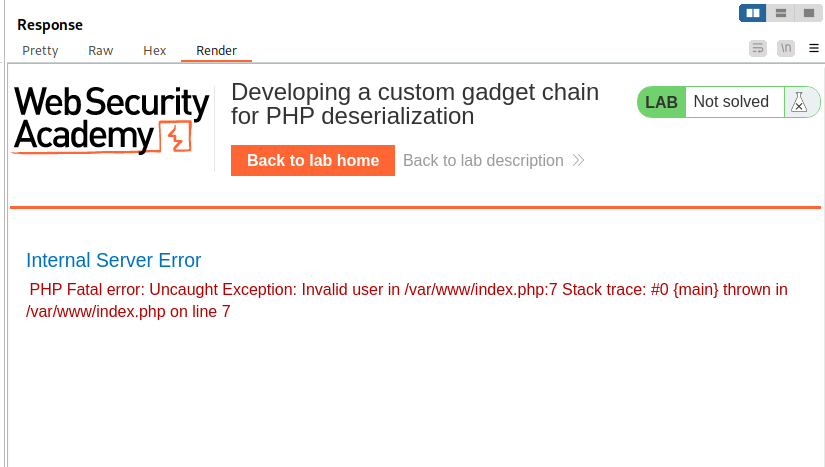 Response
Pretty Raw Hex Render
\n
Web Security
Academy
Developing a custom gadget chain
for PHP deserialization
Back to lab home Back to lab description
LAB Not solved
Internal Server Error
PHP Fatal error: Uncaught Exception: Invalid user in /var/www/index.php:7 Stack trace: #0 {main} thrown in
/var/www/index.php on line 7